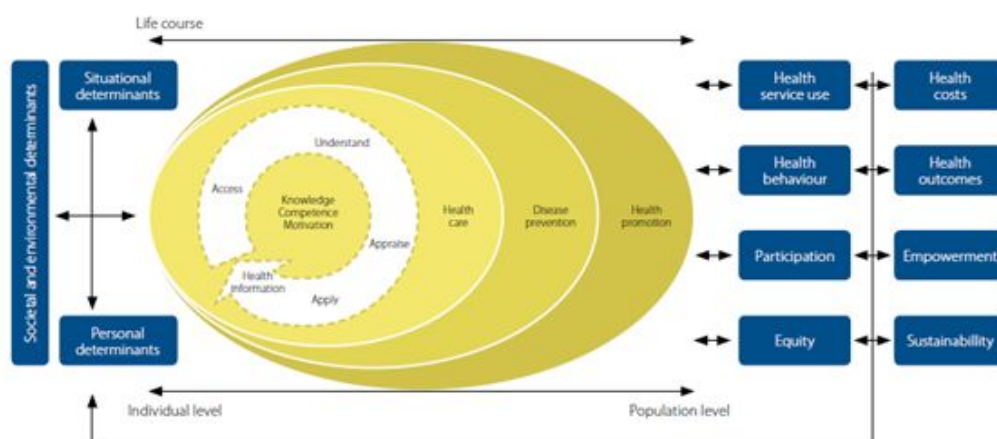 Life course
Societal and environmental determinants
Situational
determinants
Personal
determinants
Understand
Access
Knowledge
Competence
Motivation
Appraise
Health
information
Apply
Health
care
Disease
prevention
Health
promotion
Health
service use
Health
costs
Health
behaviour
Health
outcomes
Participation
Empowerment
Equity
Sustainabillity
Individual level
Population level